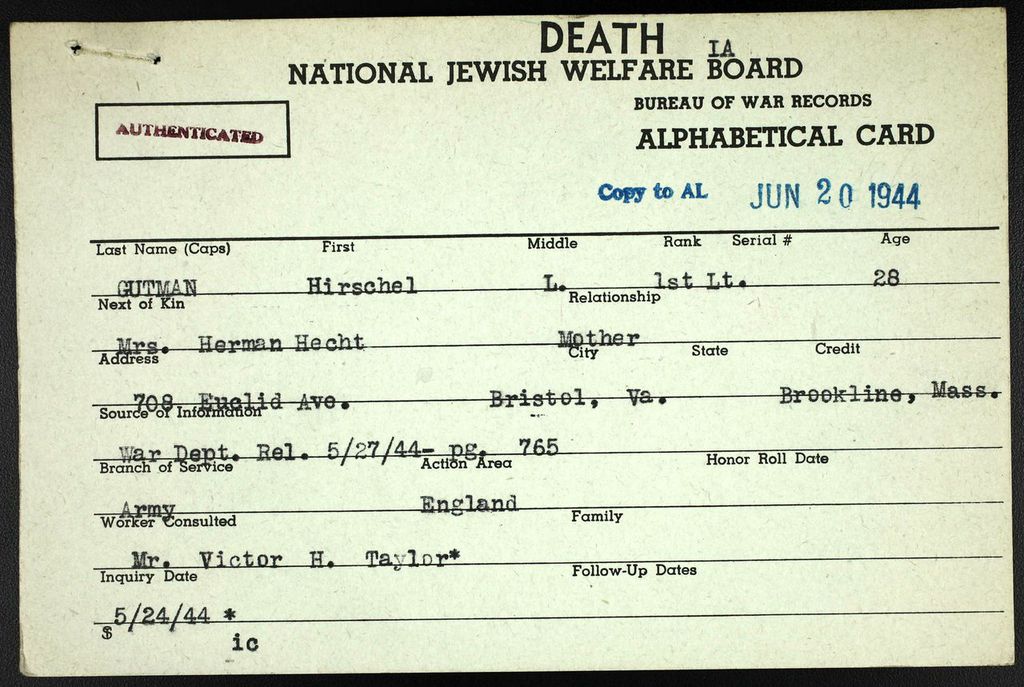 DEATH IA
NATIONAL JEWISH WELFARE BOARD
BUREAU OF WAR RECORDS
AUTHENTICATED
ALPHABETICAL CARD
Copy to AL JUN 20 1944
Last Name (Caps) First Middle Rank Serial # Age
GUTMAN Hirschel L. 1st Lt. 28
Next of Kin Relationship
Mrs. Herman Hecht Mother
Address City State Credit
708 Euclid Ave. Bristol, Va. Brookline, Mass.
Source of Information
War Dept. Rel. 5/27/44- pg. 765
Branch of Service Action Area Honor Roll Date
Army England
Worker Consulted Family
Mr. Victor H. Taylor*
Inquiry Date Follow-Up Dates
5/24/44 *
$
ic